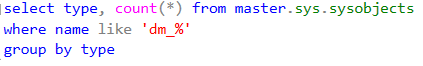 select type, count(*) from master.sys.sysobjects
where name like 'dm_%'
group by type